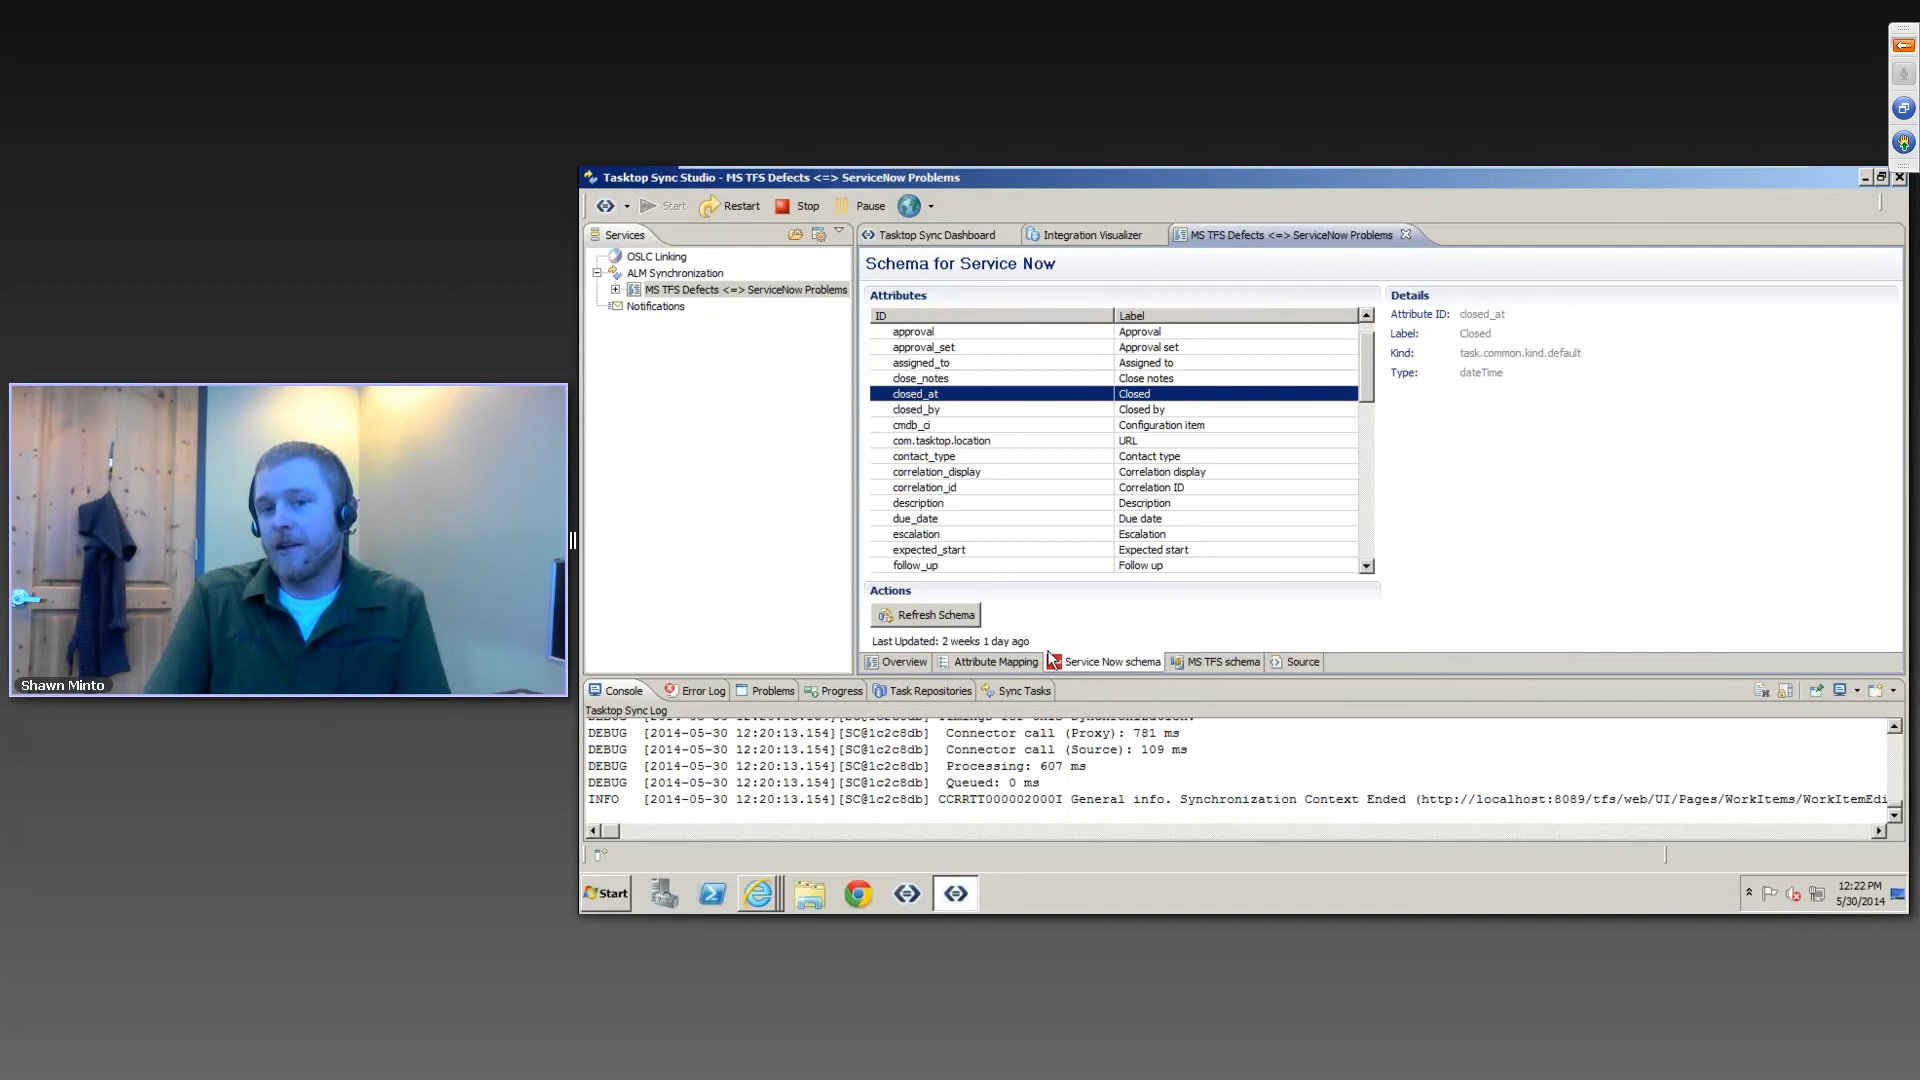 Tasktop Sync Studio - MS TFS Defects <=> ServiceNow Problems
Start Restart Stop Pause
Services
OSLC Linking
ALM Synchronization
MS TFS Defects <=> ServiceNow Problems
Notifications
Tasktop Sync Dashboard Integration Visualizer MS TFS Defects <=> ServiceNow Problems
Schema for Service Now
Attributes
ID Label
approval Approval
approval_set Approval set
assigned_to Assigned to
close_notes Close notes
closed_at Closed
closed_by Closed by
cmdb_ci Configuration item
com.tasktop.location URL
contact_type Contact type
correlation_display Correlation display
correlation_id Correlation ID
description Description
due_date Due date
escalation Escalation
expected_start Expected start
follow_up Follow up
Details
Attribute ID: closed_at
Label: Closed
Kind: task.common.kind.default
Type: dateTime
Actions
Refresh Schema
Last Updated: 2 weeks 1 day ago
Overview Attribute Mapping Service Now schema MS TFS schema Source
Shawn Minto
Console Error Log Problems Progress Task Repositories Sync Tasks
Tasktop Sync Log
DEBUG [2014-05-30 12:20:13.154][SC@1c2c8db] Connector call (Proxy): 781 ms
DEBUG [2014-05-30 12:20:13.154][SC@1c2c8db] Connector call (Source): 109 ms
DEBUG [2014-05-30 12:20:13.154][SC@1c2c8db] Processing: 607 ms
DEBUG [2014-05-30 12:20:13.154][SC@1c2c8db] Queued: 0 ms
INFO [2014-05-30 12:20:13.154][SC@1c2c8db] CCRRTT000002000I General info. Synchronization Context Ended (http://localhost:8089/tfs/web/UI/Pages/WorkItems/WorkItemEdi
Start
12:22 PM
5/30/2014